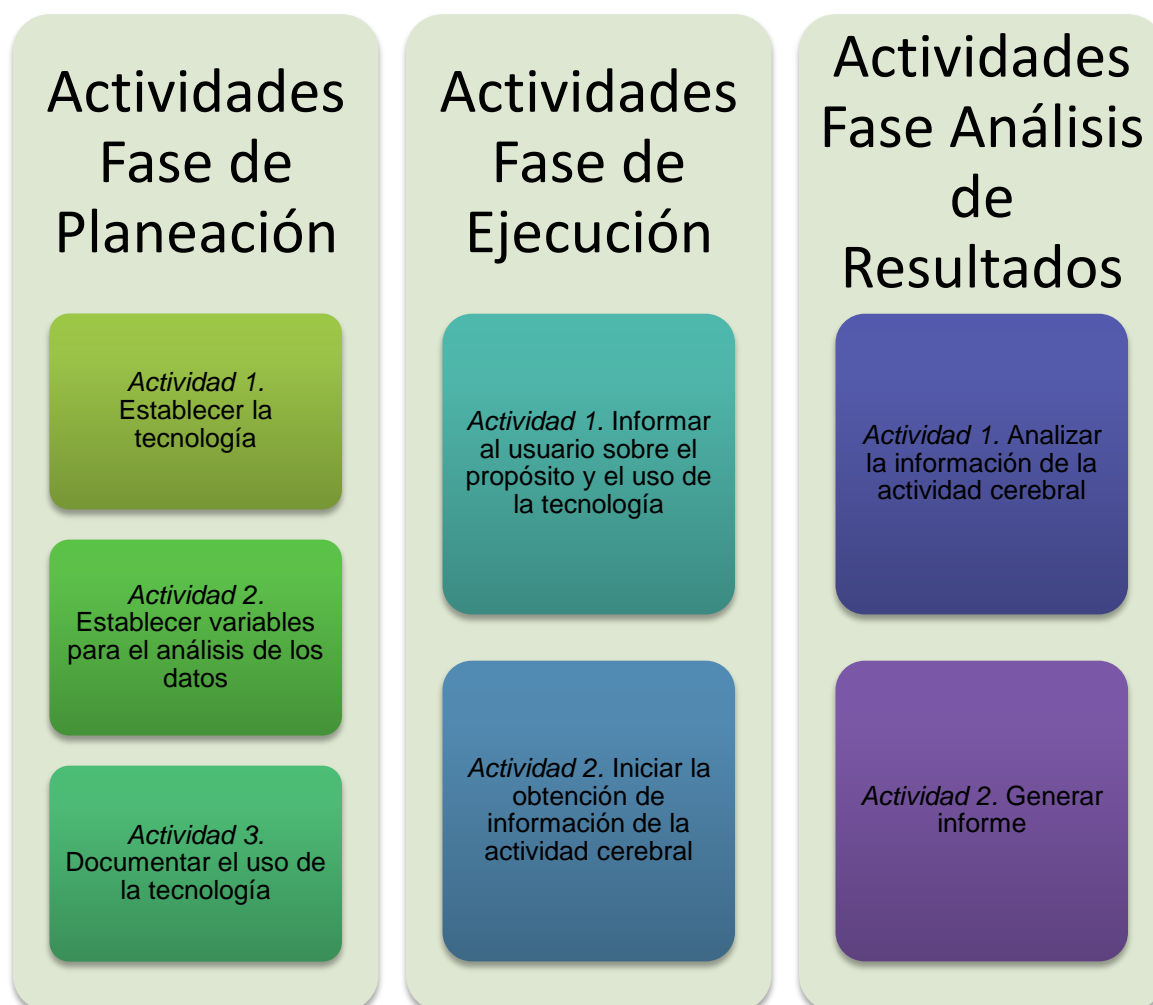 Actividades
Fase de
Planeación
Actividad 1.
Establecer la
tecnología
Actividad 2.
Establecer variables
para el análisis de los
datos
Actividad 3.
Documentar el uso de
la tecnología
Actividades
Fase de
Ejecución
Actividad 1. Informar
al usuario sobre el
propósito y el uso de
la tecnología
Actividad 2. Iniciar la
obtención de
información de la
actividad cerebral
Actividades
Fase Análisis
de
Resultados
Actividad 1. Analizar
la información de la
actividad cerebral
Actividad 2. Generar
informe